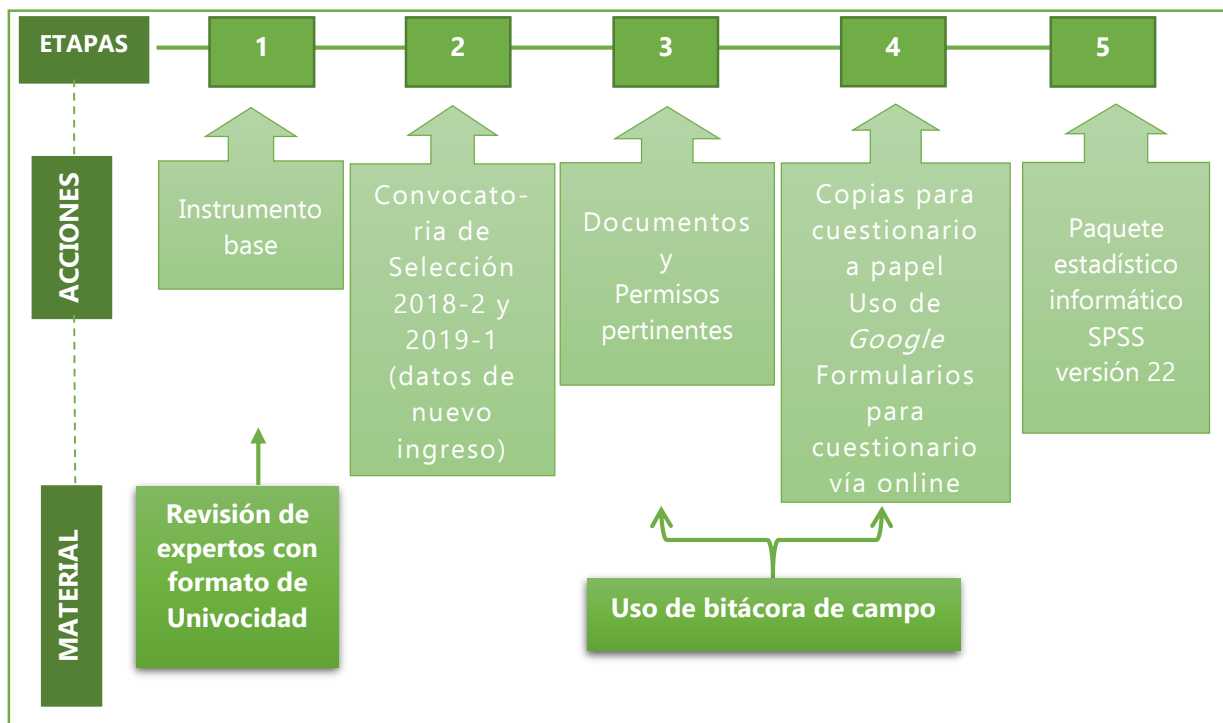 ETAPAS
1
2
3
4
5
ACCIONES
Instrumento
base
Convocato-
ria de
Selección
2018-2 y
2019-1
(datos de
nuevo
ingreso)
Documentos
y
Permisos
pertinentes
Copias para
cuestionario
a papel
Uso de
Google
Formularios
para
cuestionario
vía online
Paquete
estadístico
informático
SPSS
versión 22
MATERIAL
Revisión de
expertos con
formato de
Univocidad
Uso de bitácora de campo